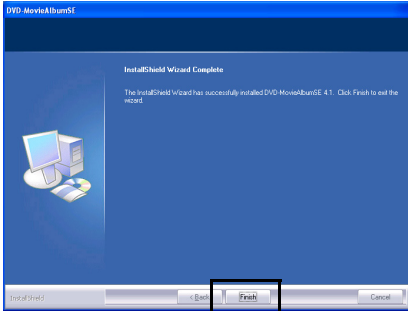 DVD-MovieAlbumSE
InstallShield Wizard Complete
The InstallShield Wizard has successfully installed DVD-MovieAlbumSE 4.1. Click Finish to exit the
wizard.
InstallShield
< Back Finish Cancel